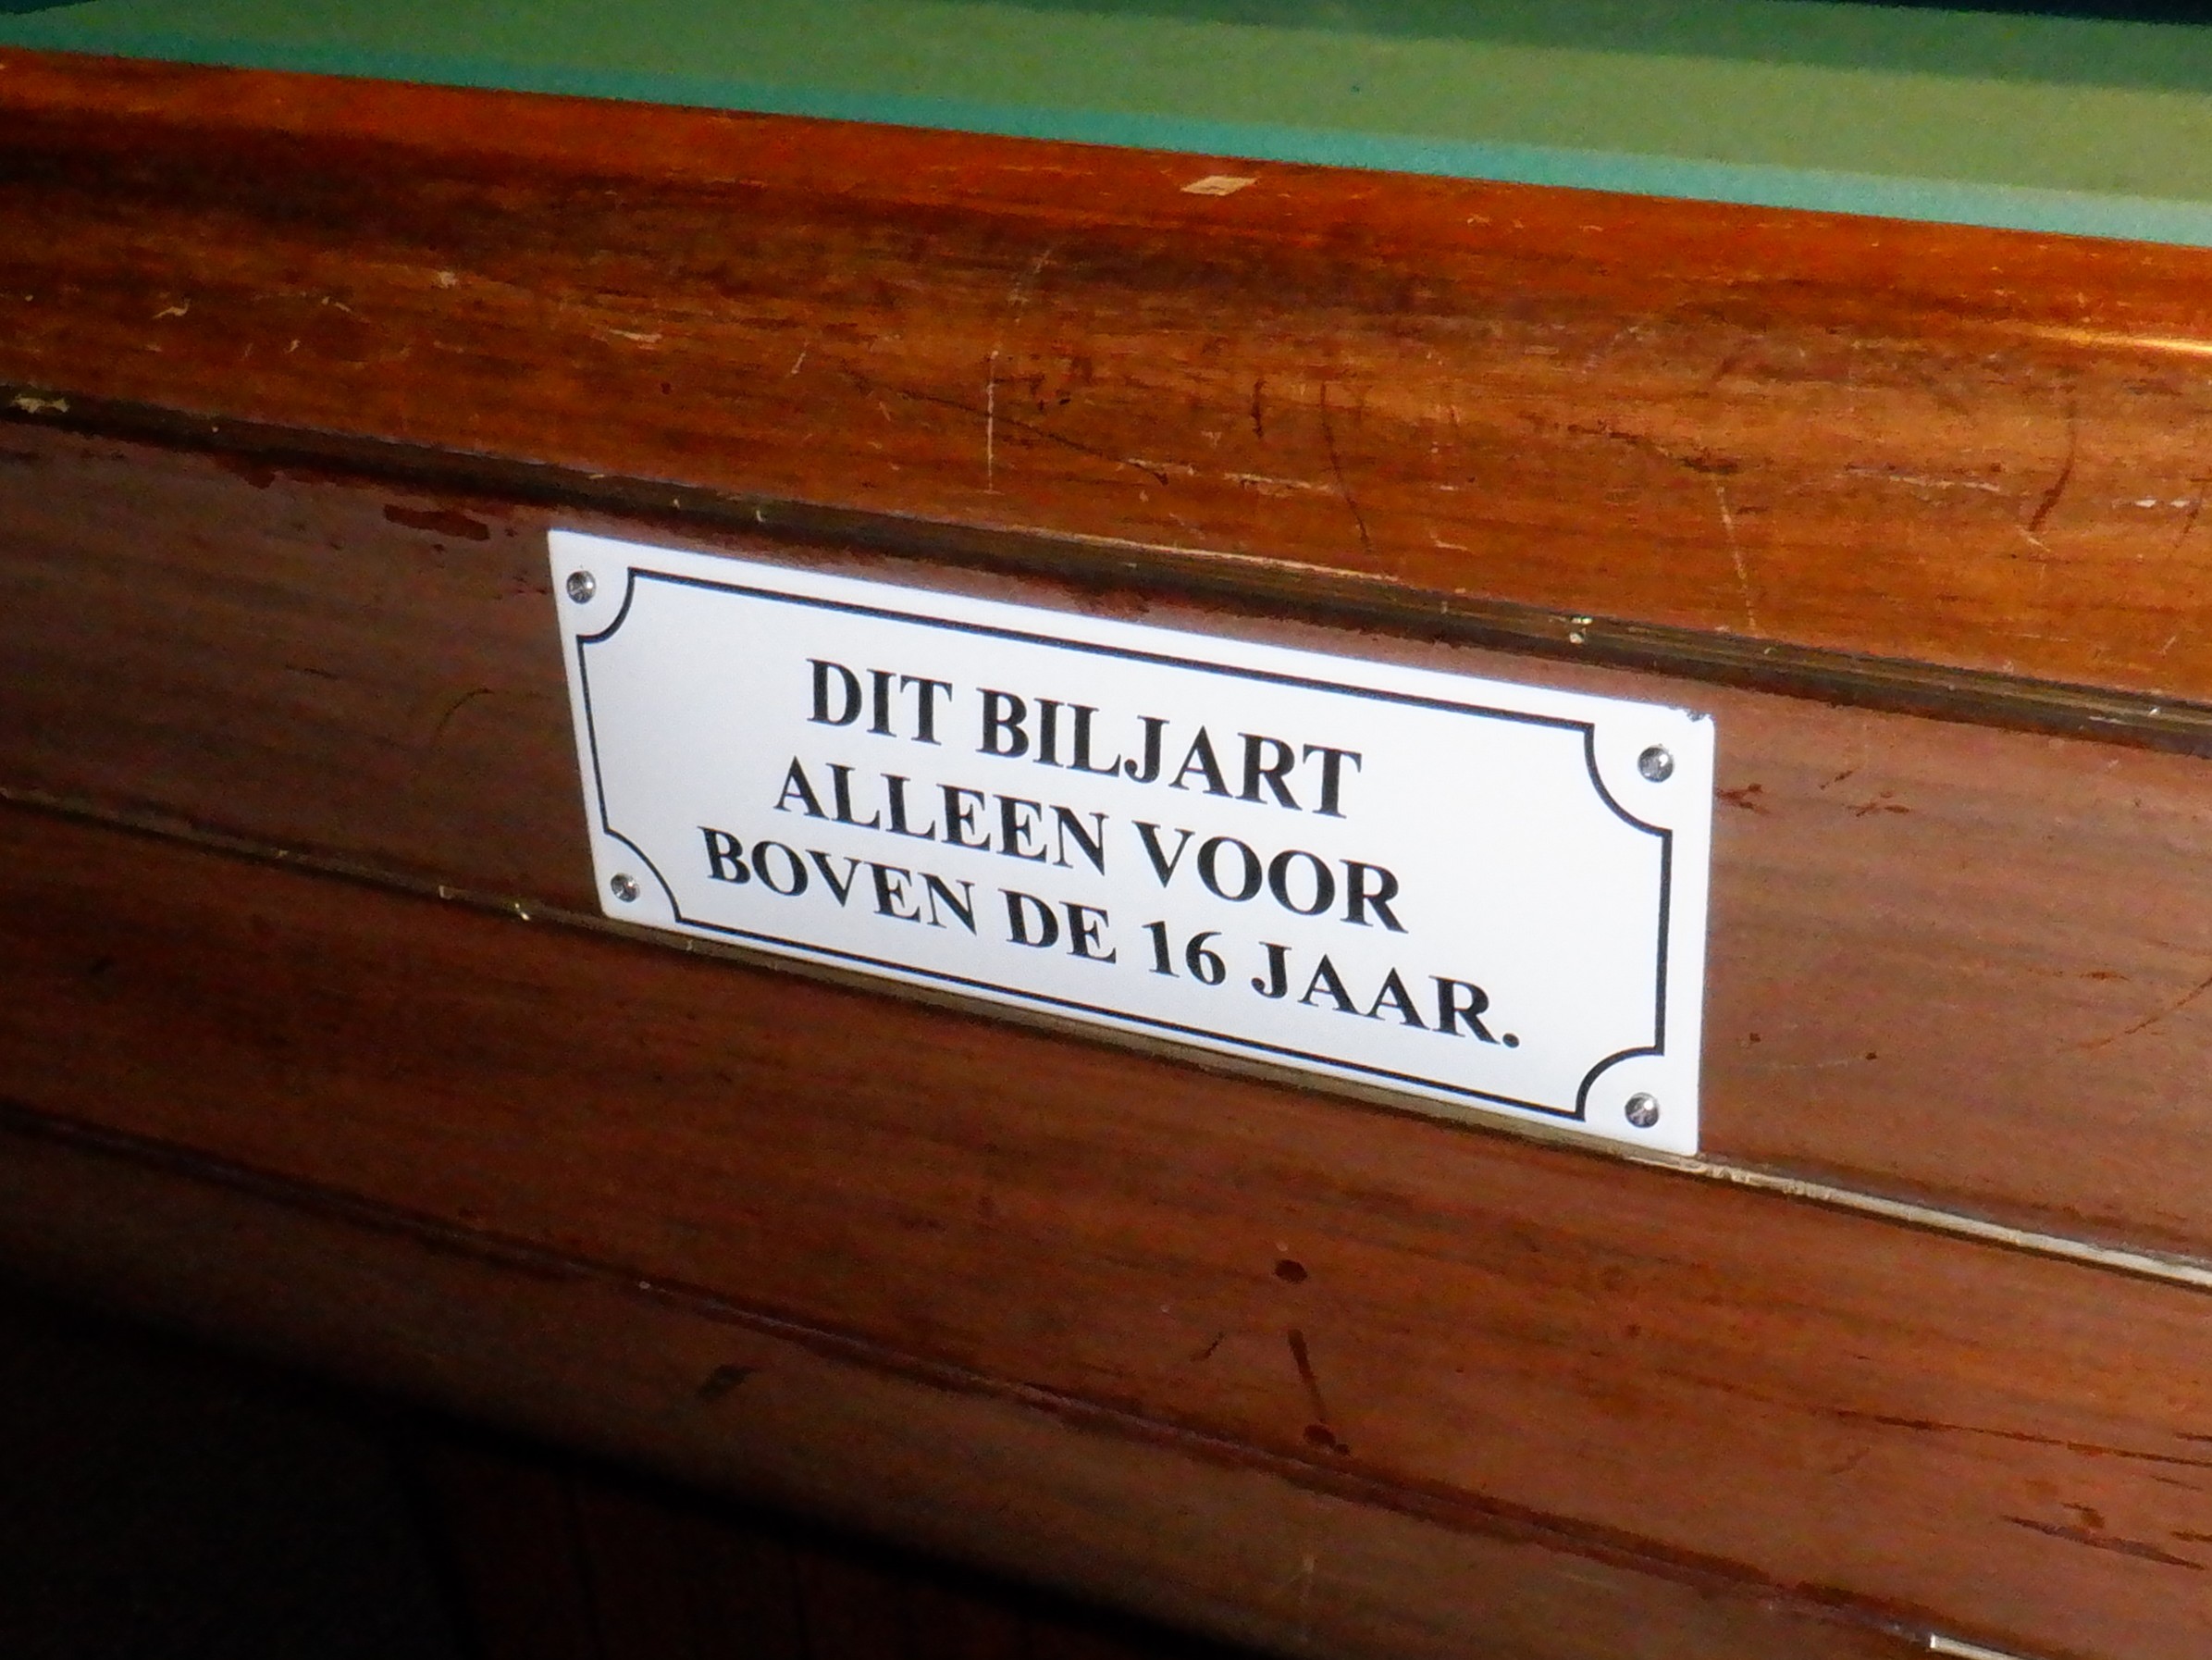 DIT BILJART
ALLEEN VOOR
BOVEN DE 16 JAAR.